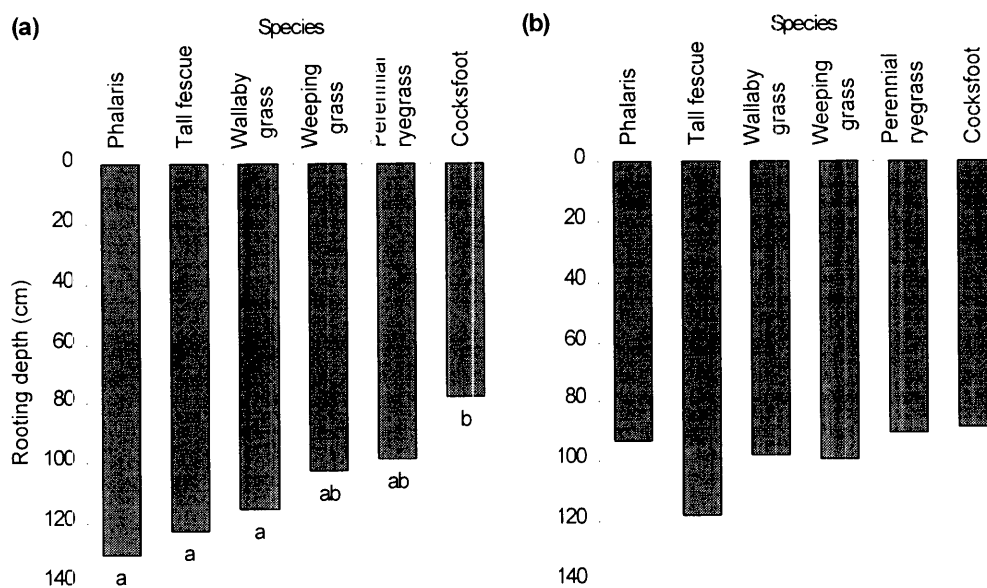 (a)
Species
Phalaris
Tall fescue
Wallaby
grass
Weeping
grass
Perennial
ryegrass
Cocksfoot
0
20
40
60
80
100
120
140
Rooting depth (cm)
a
a
a
ab
ab
b
(b)
Species
Phalaris
Tall fescue
Wallaby
grass
Weeping
grass
Perennial
ryegrass
Cocksfoot
0
20
40
60
80
100
120
140